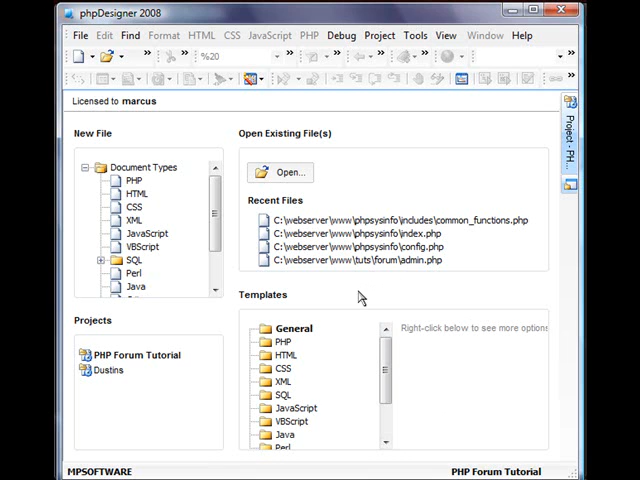 phpDesigner 2008
File Edit Find Format HTML CSS JavaScript PHP Debug Project Tools View Window Help
%20
Licensed to marcus
New File
Document Types
PHP
HTML
CSS
XML
JavaScript
VBScript
SQL
Perl
Java
Projects
PHP Forum Tutorial
Dustins
Open Existing File(s)
Open...
Recent Files
C:\webserver\www\phpsysinfo\includes\common_functions.php
C:\webserver\www\phpsysinfo\index.php
C:\webserver\www\phpsysinfo\config.php
C:\webserver\www\tuts\forum\admin.php
Templates
General
PHP
HTML
CSS
XML
SQL
JavaScript
VBScript
Java
Perl
Right-click below to see more options
Project - PH...
MPSOFTWARE
PHP Forum Tutorial